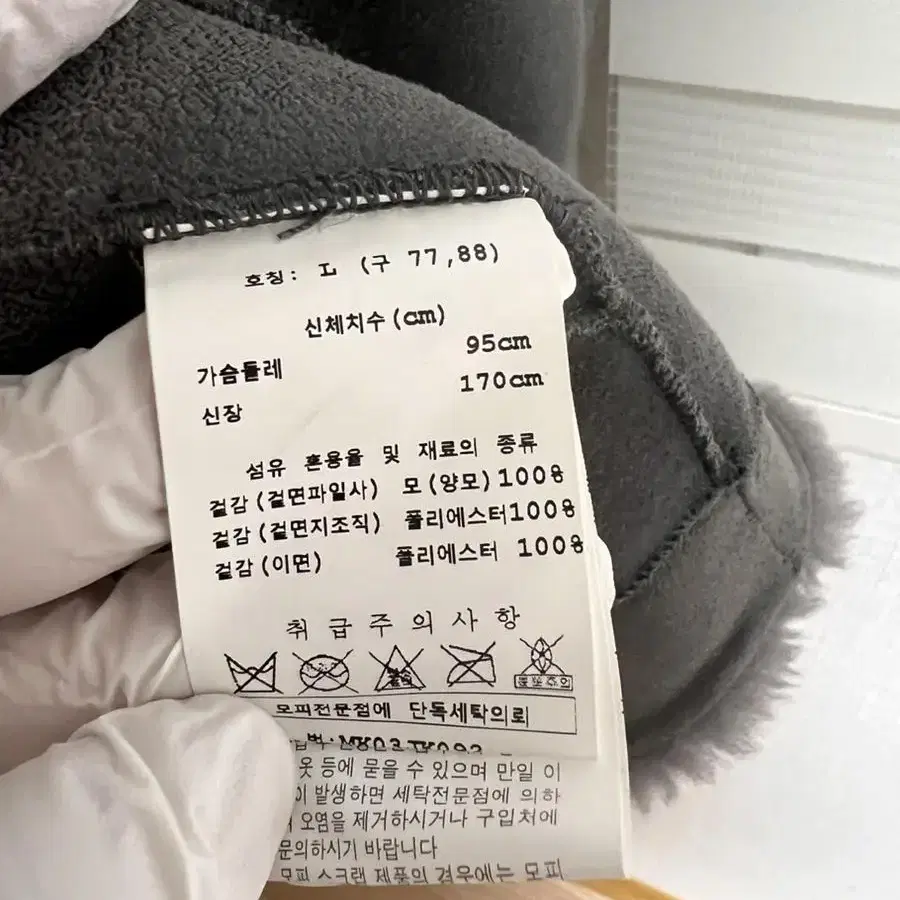 호칭: L (구 77,88)
신체치수(cm)
가슴둘레 95cm
신장 170cm
섬유 혼용율 및 재료의 종류
겉감(겉면파일사) 모(양모)100%
겉감(겉면지조직) 폴리에스터100%
겉감(이면) 폴리에스터 100%
취급주의사항
모피전문점에 단독세탁의뢰
옷 등에 묻을 수 있으며 만일 이
발생하면 세탁전문점에 의하
오염을 제거하시거나 구입처에
문의하시기 바랍니다
모피 스크랩 제품의 경우에는 모피